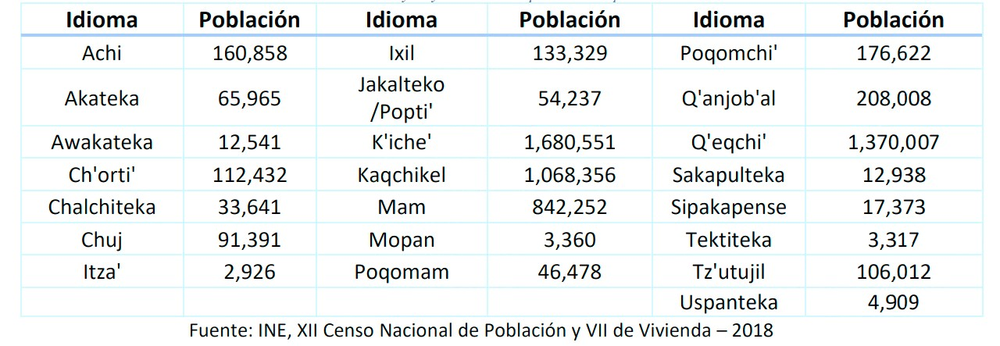 Idioma Población Idioma Población Idioma Población
Achi 160,858 Ixil 133,329 Poqomchi' 176,622
Akateka 65,965 Jakalteko /Popti' 54,237 Q'anjob'al 208,008
Awakateka 12,541 K'iche' 1,680,551 Q'eqchi' 1,370,007
Ch'orti' 112,432 Kaqchikel 1,068,356 Sakapulteka 12,938
Chalchiteka 33,641 Mam 842,252 Sipakapense 17,373
Chuj 91,391 Mopan 3,360 Tektiteka 3,317
Itza' 2,926 Poqomam 46,478 Tz'utujil 106,012
Uspanteka 4,909
Fuente: INE, XII Censo Nacional de Población y VII de Vivienda – 2018